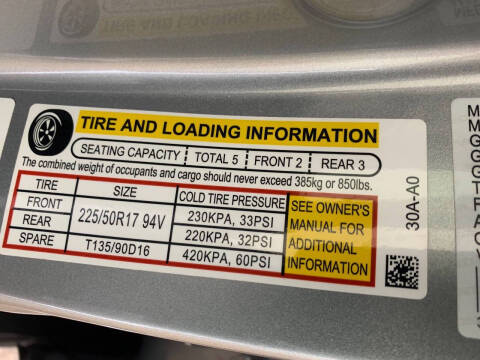 TIRE AND LOADING INFORMATION
SEATING CAPACITY TOTAL 5 FRONT 2 REAR 3
The combined weight of occupants and cargo should never exceed 385kg or 850lbs.
TIRE SIZE COLD TIRE PRESSURE
FRONT 225/50R17 94V 230KPA, 33PSI
REAR 220KPA, 32PSI
SPARE T135/90D16 420KPA, 60PSI
SEE OWNER'S
MANUAL FOR
ADDITIONAL
INFORMATION
30A-A0